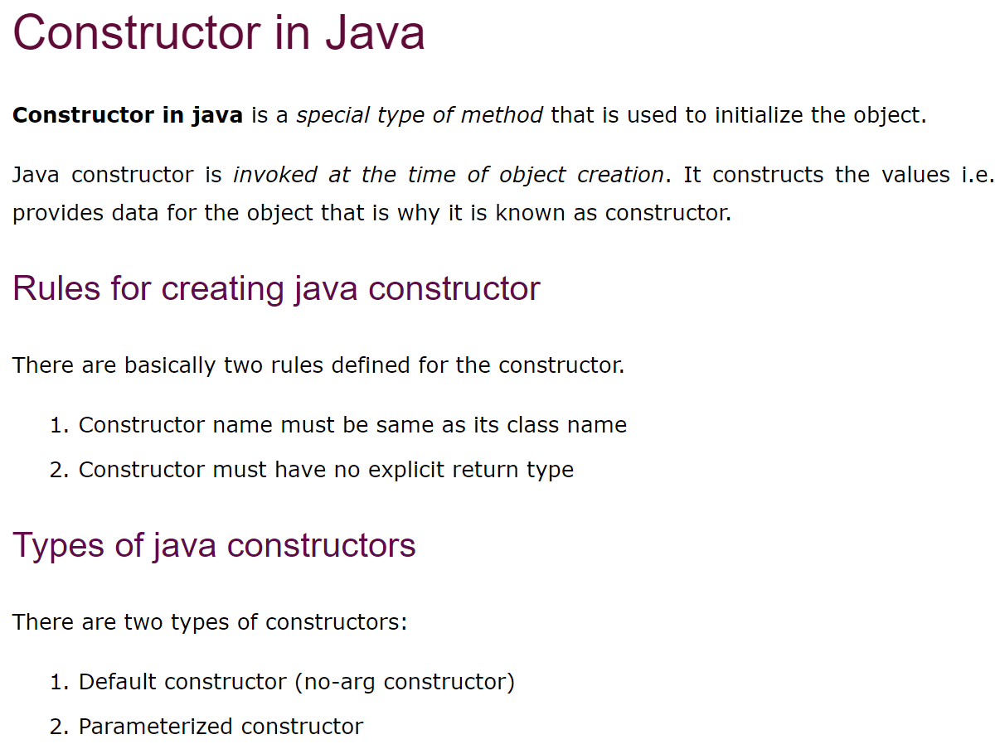 Constructor in Java
Constructor in java is a special type of method that is used to initialize the object.
Java constructor is invoked at the time of object creation. It constructs the values i.e.
provides data for the object that is why it is known as constructor.
Rules for creating java constructor
There are basically two rules defined for the constructor.
1. Constructor name must be same as its class name
2. Constructor must have no explicit return type
Types of java constructors
There are two types of constructors:
1. Default constructor (no-arg constructor)
2. Parameterized constructor